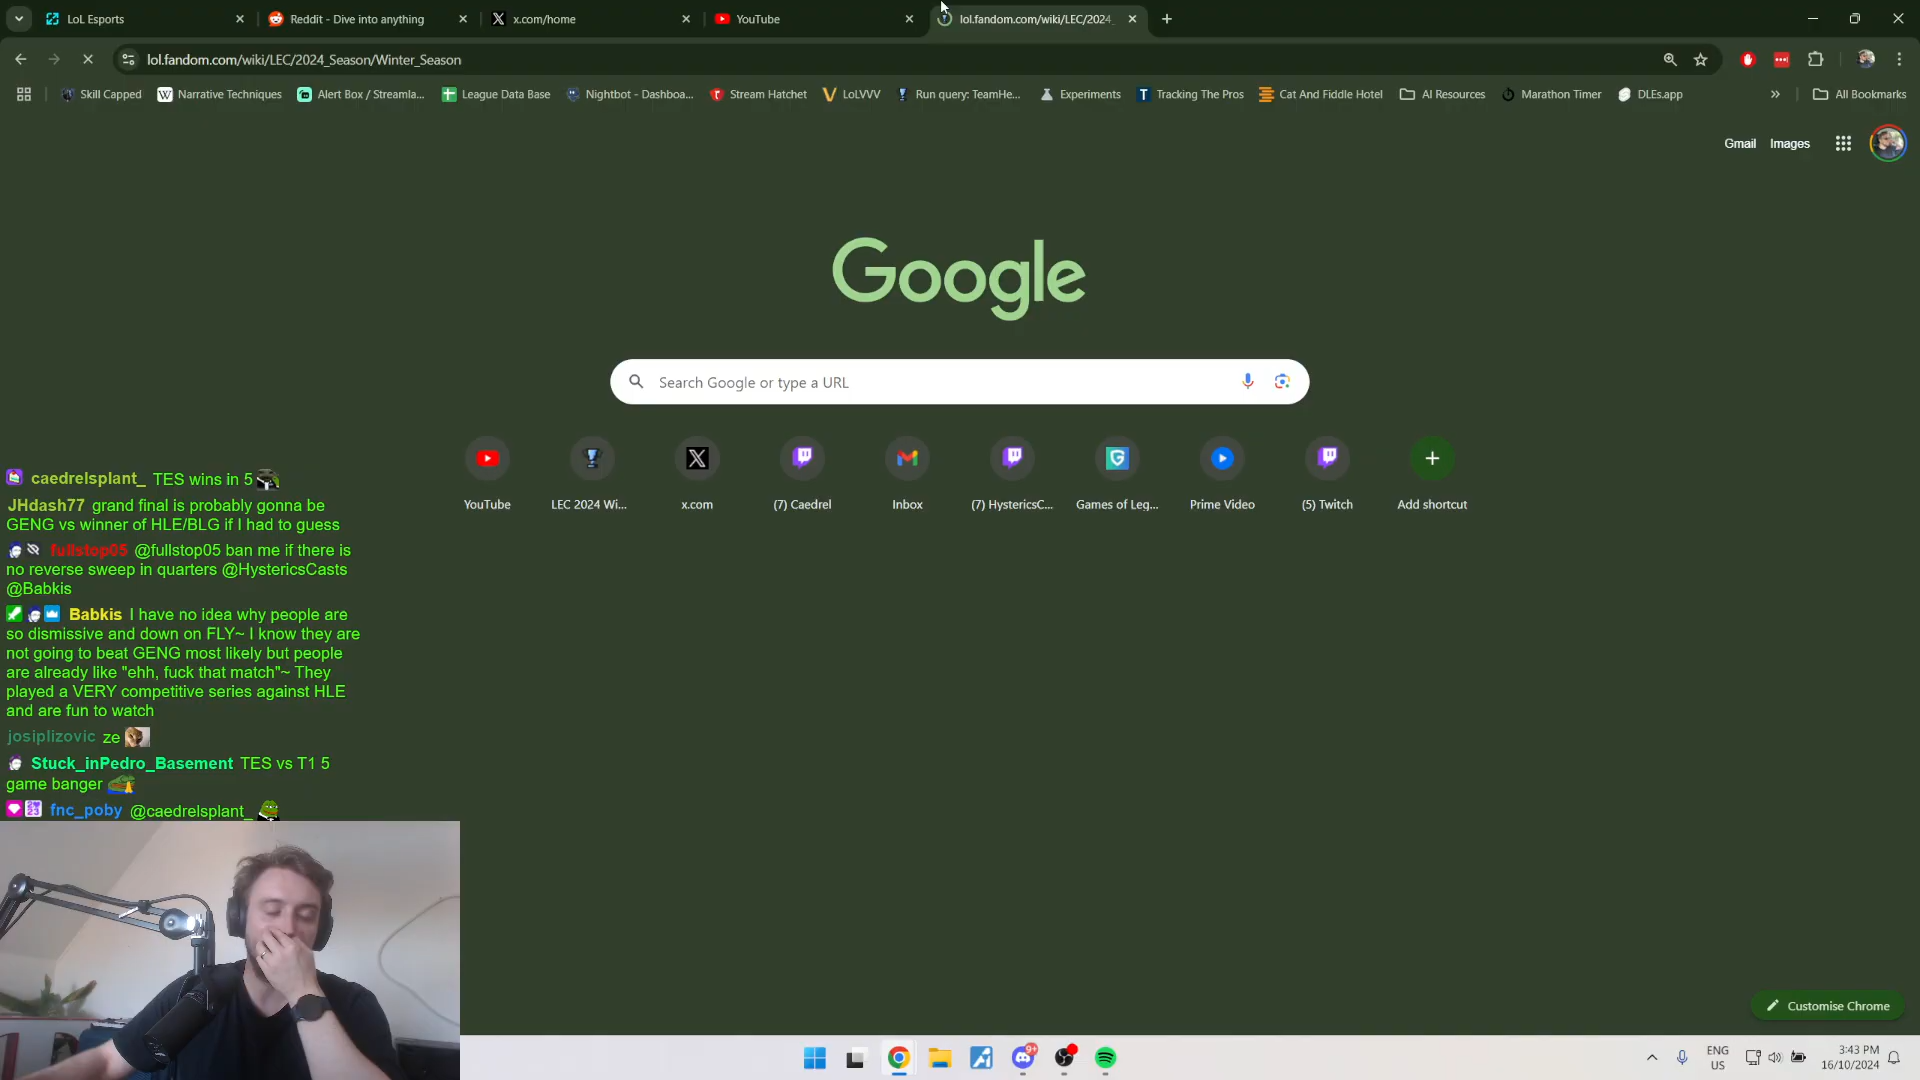 LoL Esports
Reddit - Dive into anything
x.com/home
YouTube
lol.fandom.com/wiki/LEC/2024_
lol.fandom.com/wiki/LEC/2024_Season/Winter_Season
Skill Capped
Narrative Techniques
Alert Box / Streamla...
League Data Base
Nightbot - Dashboa...
Stream Hatchet
LoLVVV
Run query: TeamHe...
Experiments
Tracking The Pros
Cat And Fiddle Hotel
AI Resources
Marathon Timer
DLEs.app
»
All Bookmarks
Gmail
Images
Google
Search Google or type a URL
YouTube
LEC 2024 Wi...
x.com
(7) Caedrel
Inbox
(7) HystericsC...
Games of Leg...
Prime Video
(5) Twitch
Add shortcut
caedrelsplant_ TES wins in 5
JHdash77 grand final is probably gonna be
GENG vs winner of HLE/BLG if I had to guess
fullstop05 @fullstop05 ban me if there is
no reverse sweep in quarters @HystericsCasts
@Babkis
Babkis I have no idea why people are
so dismissive and down on FLY~ I know they are
not going to beat GENG most likely but people
are already like "ehh, fuck that match"~ They
played a VERY competitive series against HLE
and are fun to watch
josiplizovic ze
Stuck_inPedro_Basement TES vs T1 5
game banger
fnc_poby @caedrelsplant_
Customise Chrome
9+
ENG
US
3:43 PM
16/10/2024